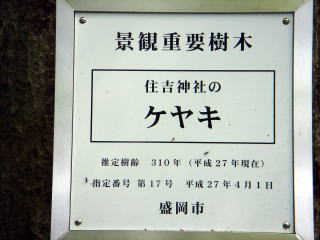 景観重要樹木
住吉神社の
ケヤキ
推定樹齢 310年（平成27年現在）
指定番号 第17号 平成27年4月1日
盛岡市